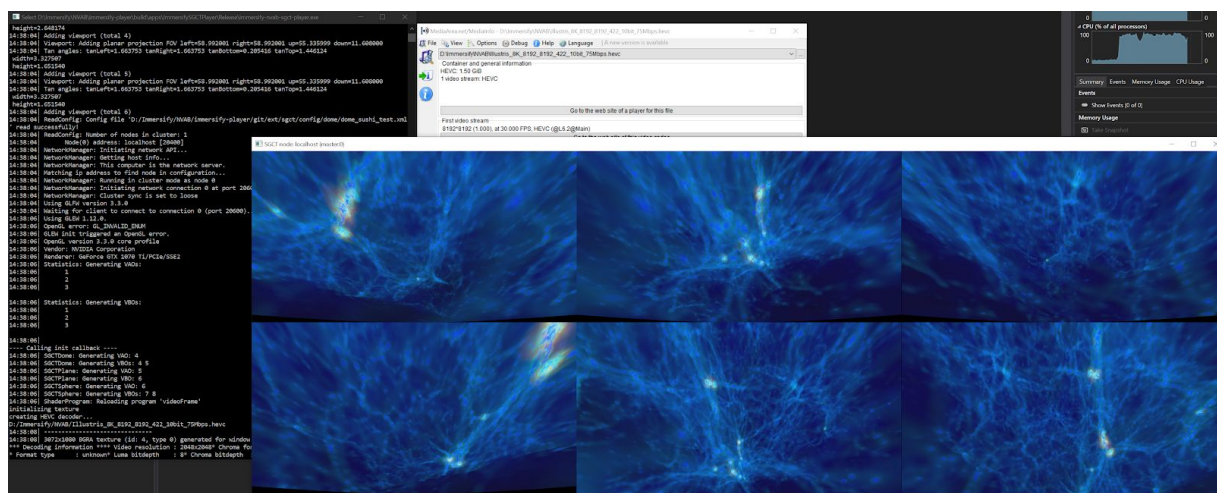 Select D:\Immersify\NVAB\immersify-player\build\apps\ImmersifySGCTPlayer\Release\immersify-nvab-sgct-player.exe
height=2.648174
14:38:04| Adding viewport (total 4)
14:38:04| Viewport: Adding planar projection FOV left=58.992001 right=58.992001 up=55.335999 down=11.600000
14:38:04| Tan angles: tanLeft=1.663753 tanRight=1.663753 tanBottom=0.205416 tanTop=1.446124
width=3.327507
height=1.651540
14:38:04| Adding viewport (total 5)
14:38:04| Viewport: Adding planar projection FOV left=58.992001 right=58.992001 up=55.335999 down=11.600000
14:38:04| Tan angles: tanLeft=1.663753 tanRight=1.663753 tanBottom=0.205416 tanTop=1.446124
width=3.327507
height=1.651540
14:38:04| Adding viewport (total 6)
14:38:04| ReadConfig: Config file 'D:/Immersify/NVAB/immersify-player/git/ext/sgct/config/dome/dome_sushi_test.xml
' read successfully!
14:38:04| ReadConfig: Number of nodes in cluster: 1
14:38:04| Node(0) address: localhost [20400]
14:38:04| NetworkManager: Initiating network API...
14:38:04| NetworkManager: Getting host info...
14:38:04| NetworkManager: This computer is the network server.
14:38:04| Matching ip address to find node in configuration...
14:38:04| NetworkManager: Running in cluster mode as node 0
14:38:04| NetworkManager: Initiating network connection 0 at port 206
14:38:04| NetworkManager: Cluster sync is set to loose
14:38:04| Using GLFW version 3.3.0
14:38:04| Waiting for client to connect to connection 0 (port 20600).
14:38:06| Using GLEW 1.12.0.
14:38:06| OpenGL error: GL_INVALID_ENUM
14:38:06| GLEW init triggered an OpenGL error.
14:38:06| OpenGL version 3.3.0 core profile
14:38:06| Vendor: NVIDIA Corporation
14:38:06| Renderer: GeForce GTX 1070 Ti/PCIe/SSE2
14:38:06| Statistics: Generating VAOs:
14:38:06| 1
14:38:06| 2
14:38:06| 3
14:38:06| Statistics: Generating VBOs:
14:38:06| 1
14:38:06| 2
14:38:06| 3
14:38:06|
---- Calling init callback ----
14:38:06| SGCTDome: Generating VAO: 4
14:38:06| SGCTDome: Generating VBOs: 4 5
14:38:06| SGCTPlane: Generating VAO: 5
14:38:06| SGCTPlane: Generating VBO: 6
14:38:06| SGCTSphere: Generating VAO: 6
14:38:06| SGCTSphere: Generating VBOs: 7 8
14:38:06| ShaderProgram: Reloading program 'videoFrame'
initializing texture
creating HEVC decoder...
D:/Immersify/NVAB/Illustris_8K_8192_8192_422_10bit_75Mbps.hevc
14:38:08| ------------------------------
14:38:08| 3072x1080 BGRA texture (id: 4, type 0) generated for window
*** Decoding information **** Video resolution : 2048x2048* Chroma fo
* Format type : unknown* Luma bitdepth : 8* Chroma bitdepth
MediaArea.net/MediaInfo - D:\Immersify\NVAB\Illustris_8K_8192_8192_422_10bit_75Mbps.hevc
File View Options Debug Help Language | A new version is available
D:\Immersify\NVAB\Illustris_8K_8192_8192_422_10bit_75Mbps.hevc
Container and general information
HEVC: 1.50 GiB
1 video stream: HEVC
Go to the web site of a player for this file
First video stream
8192*8192 (1.000), at 30.000 FPS, HEVC (@L6.2@Main)
SGCT node: localhost (master0)
0 0
CPU (% of all processors)
100 100
0 0
Summary Events Memory Usage CPU Usage
Events
Show Events (0 of 0)
Memory Usage
Take Snapshot